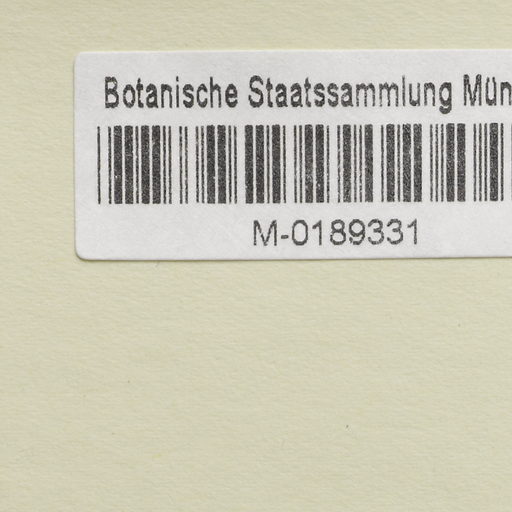 Botanische Staatssammlung Mün
M-0189331